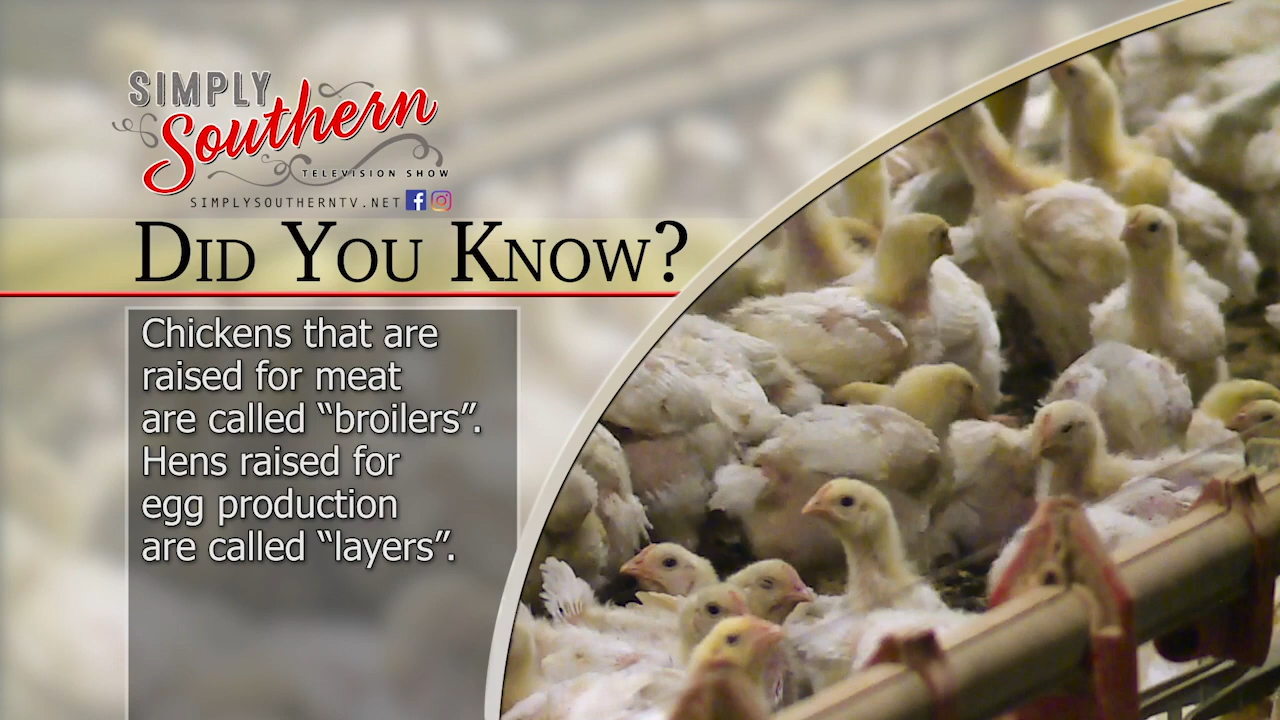 SIMPLY
Southern
TELEVISION SHOW
SIMPLYSOUTHERNTV.NET
DID YOU KNOW?
Chickens that are
raised for meat
are called “broilers”.
Hens raised for
egg production
are called “layers”.